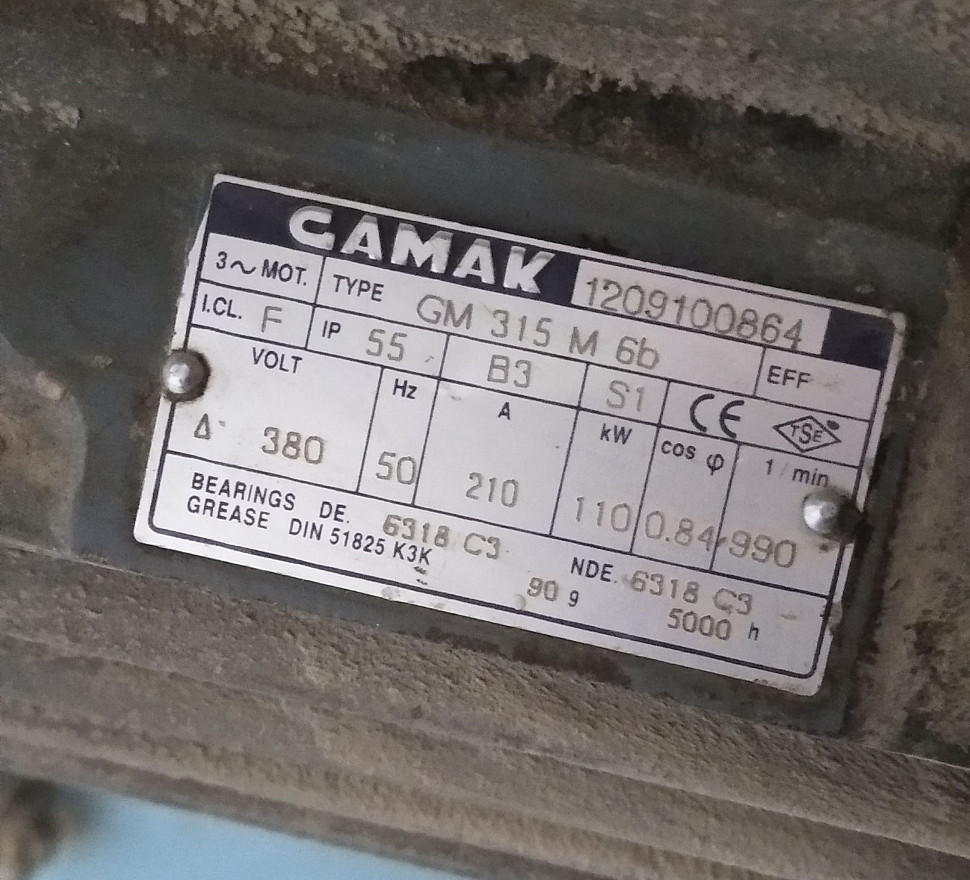 GAMAK 1209100864
3~ MOT. TYPE GM 315 M 6b EFF
I.CL. F IP 55 B3 S1 CE TSE
VOLT Hz A kW cos φ 1/min
Δ 380 50 210 110 0.84 990
BEARINGS DE. 6318 C3 NDE. 6318 C3
GREASE DIN 51825 K3K 90 g 5000 h